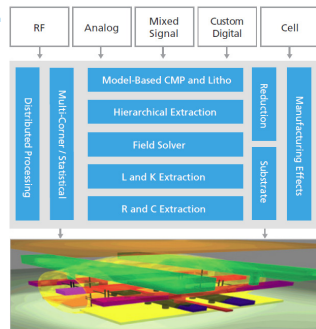 RF
Analog
Mixed
Signal
Custom
Digital
Cell
Distributed Processing
Multi-Corner / Statistical
Model-Based CMP and Litho
Hierarchical Extraction
Field Solver
L and K Extraction
R and C Extraction
Reduction
Substrate
Manufacturing Effects